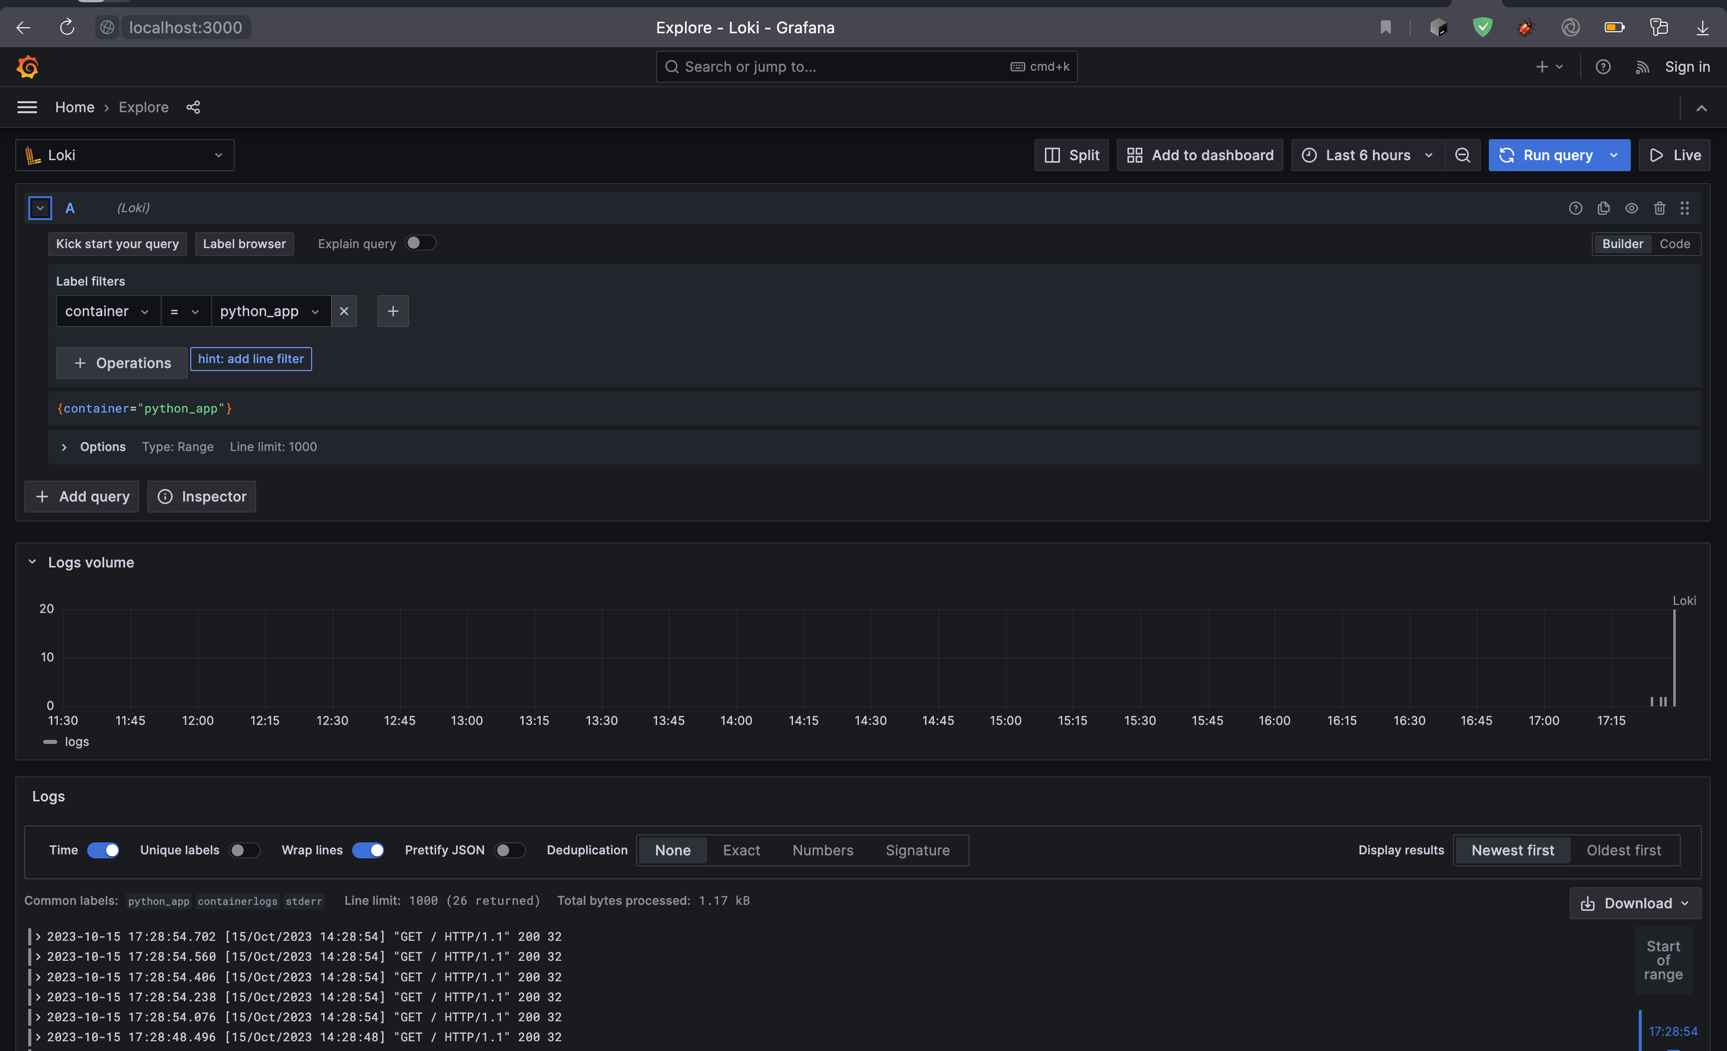 localhost:3000
Explore - Loki - Grafana
Search or jump to...
cmd+k
Sign in
Home › Explore
Loki
Split
Add to dashboard
Last 6 hours
Run query
Live
A (Loki)
Kick start your query
Label browser
Explain query
Builder
Code
Label filters
container
=
python_app
+ Operations
hint: add line filter
{container="python_app"}
Options Type: Range Line limit: 1000
+ Add query
Inspector
Logs volume
20
10
0
Loki
11:30 11:45 12:00 12:15 12:30 12:45 13:00 13:15 13:30 13:45 14:00 14:15 14:30 14:45 15:00 15:15 15:30 15:45 16:00 16:15 16:30 16:45 17:00 17:15
logs
Logs
Time
Unique labels
Wrap lines
Prettify JSON
Deduplication
None
Exact
Numbers
Signature
Display results
Newest first
Oldest first
Common labels: python_app containerlogs stderr Line limit: 1000 (26 returned) Total bytes processed: 1.17 kB
Download
2023-10-15 17:28:54.702 [15/Oct/2023 14:28:54] "GET / HTTP/1.1" 200 32
2023-10-15 17:28:54.560 [15/Oct/2023 14:28:54] "GET / HTTP/1.1" 200 32
2023-10-15 17:28:54.406 [15/Oct/2023 14:28:54] "GET / HTTP/1.1" 200 32
2023-10-15 17:28:54.238 [15/Oct/2023 14:28:54] "GET / HTTP/1.1" 200 32
2023-10-15 17:28:54.076 [15/Oct/2023 14:28:54] "GET / HTTP/1.1" 200 32
2023-10-15 17:28:48.496 [15/Oct/2023 14:28:48] "GET / HTTP/1.1" 200 32
Start
of
range
17:28:54